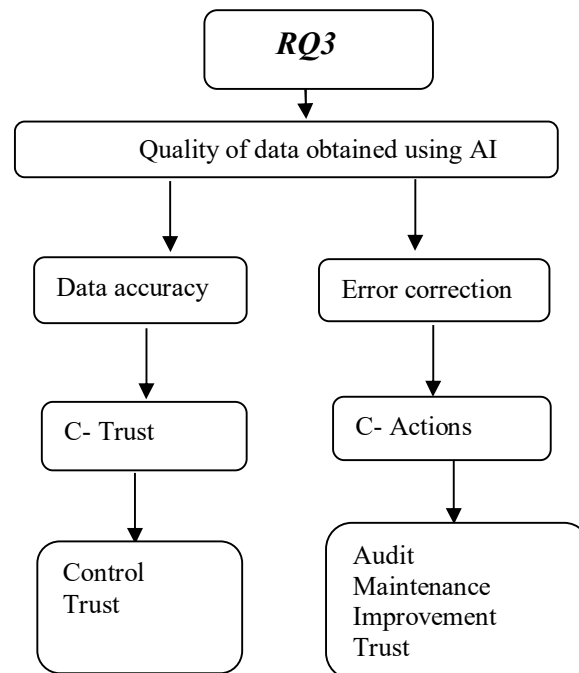 RQ3
Quality of data obtained using AI
Data accuracy
Error correction
C- Trust
C- Actions
Control
Trust
Audit
Maintenance
Improvement
Trust